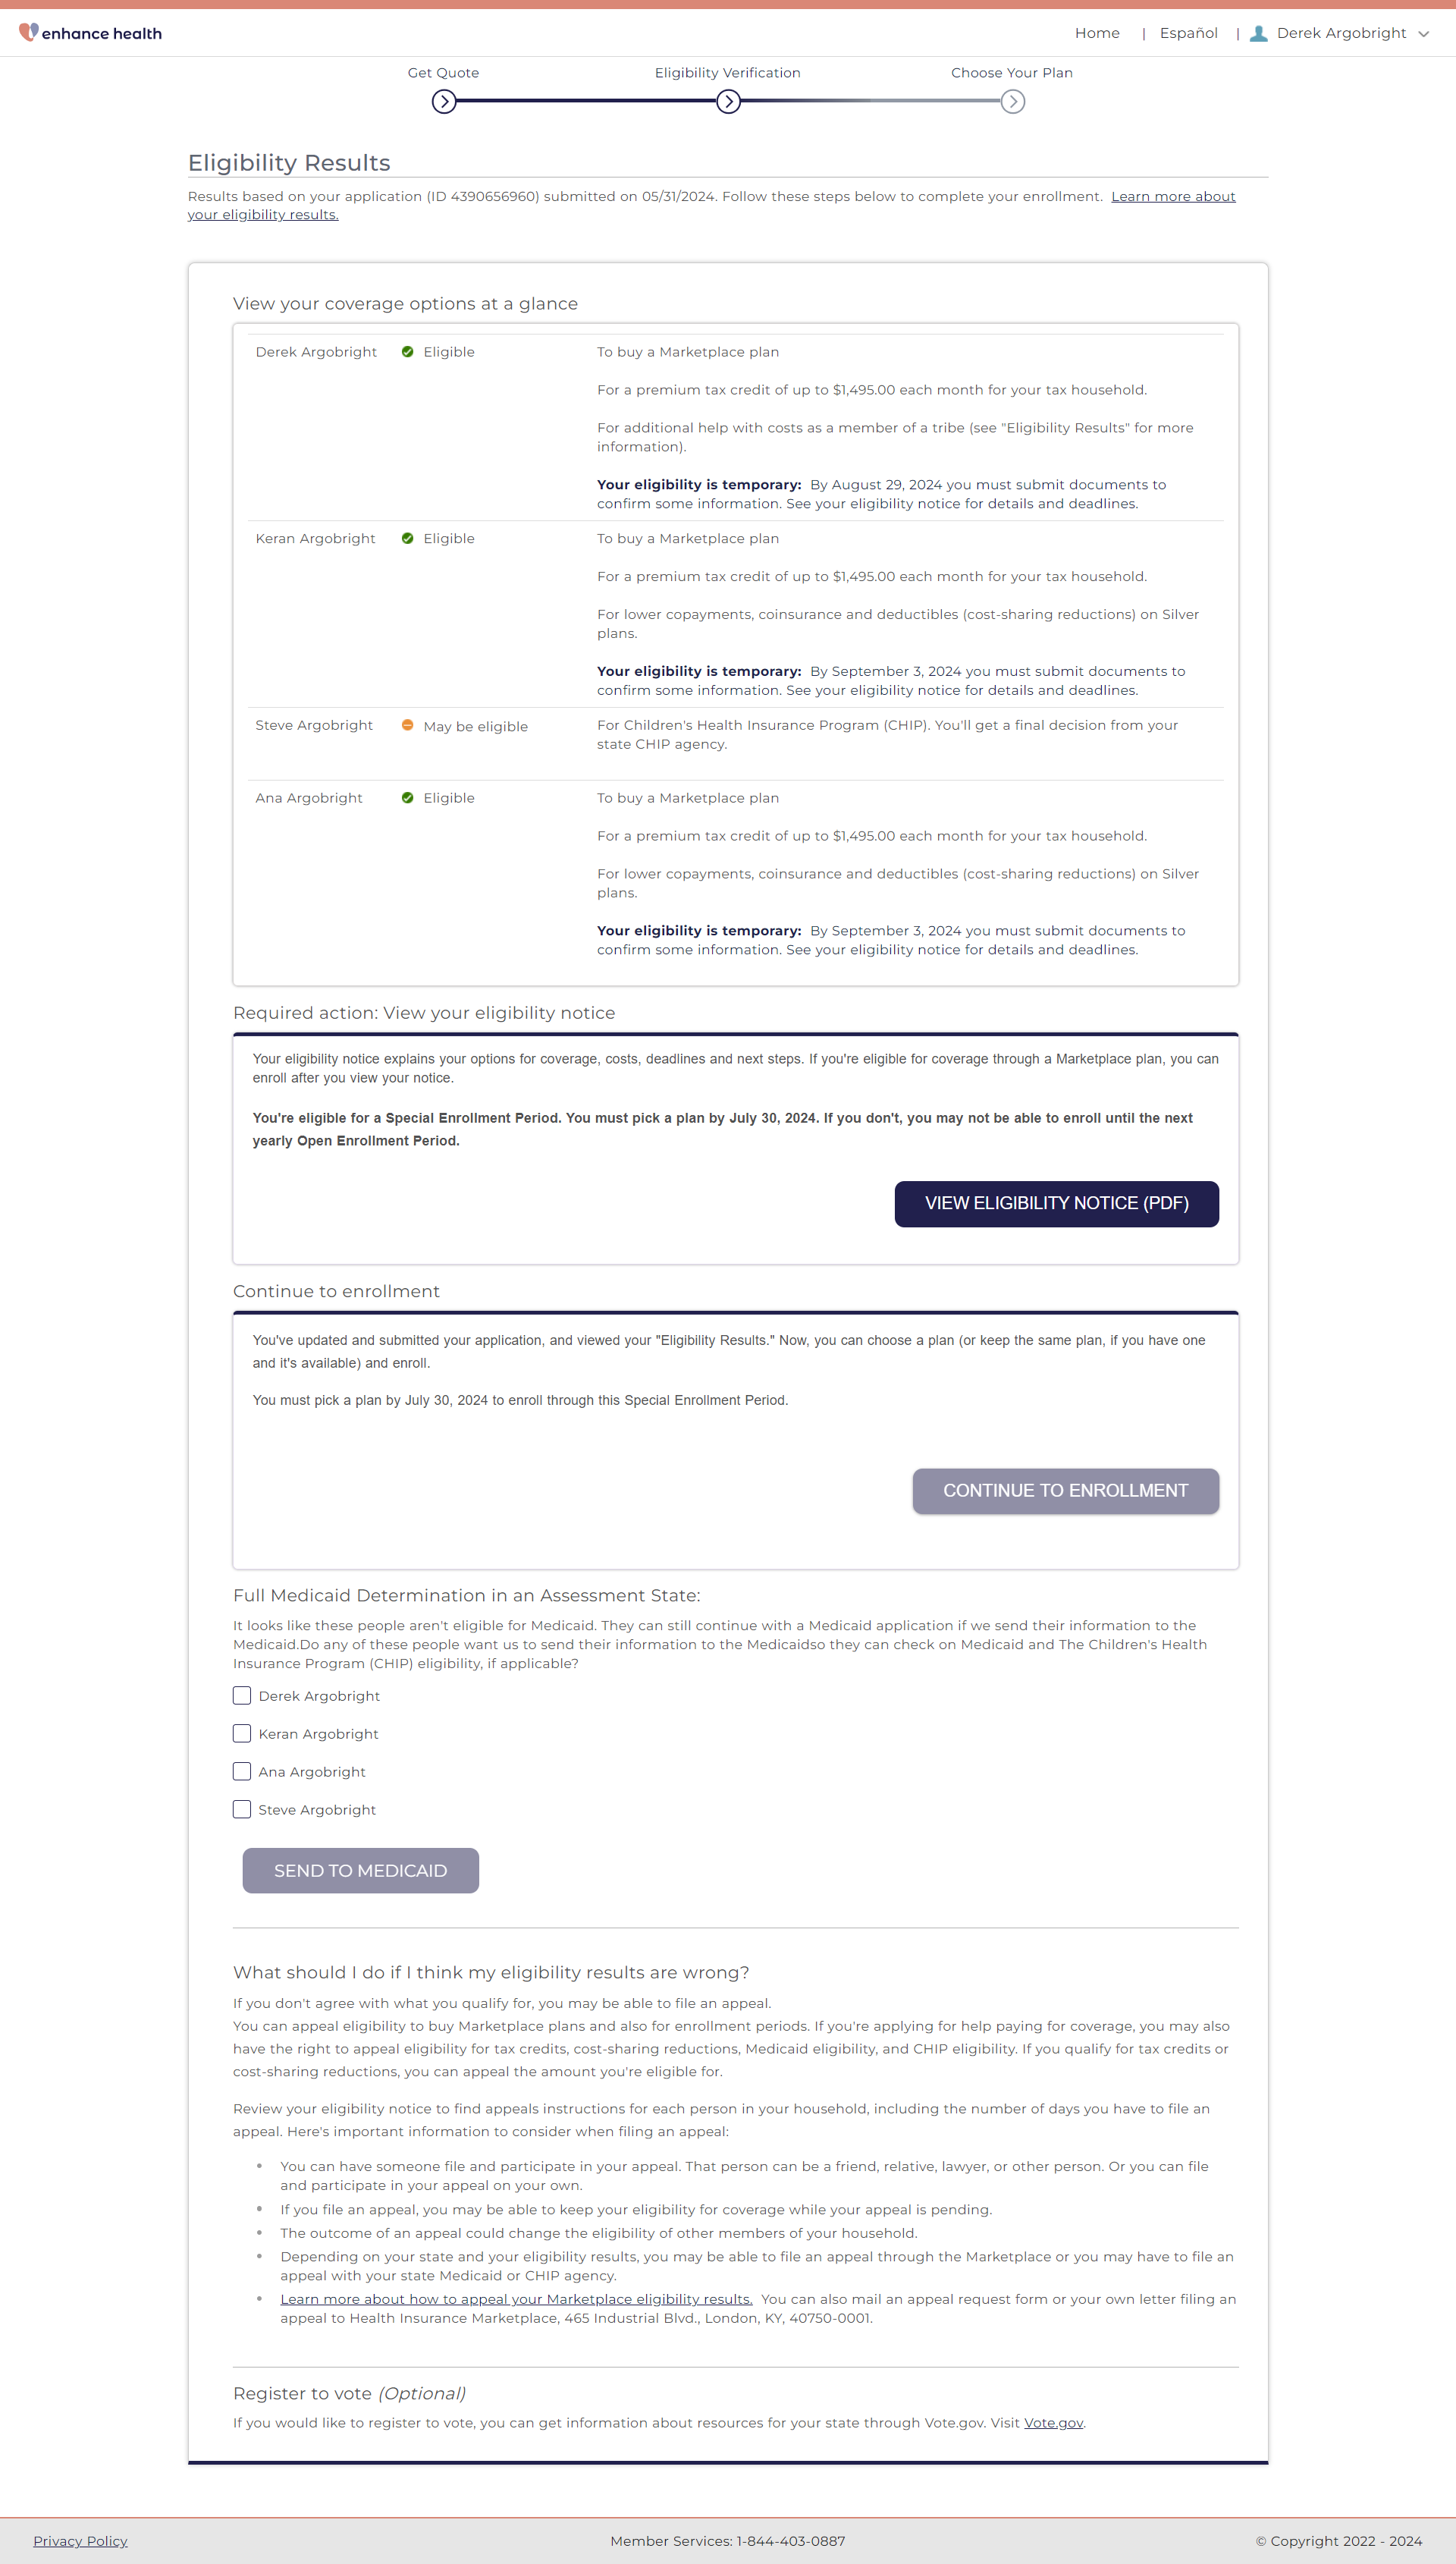 enhance health
Home | Español | Derek Argobright
Get Quote Eligibility Verification Choose Your Plan
Eligibility Results
Results based on your application (ID 4390656960) submitted on 05/31/2024. Follow these steps below to complete your enrollment. Learn more about
your eligibility results.
View your coverage options at a glance
Derek Argobright Eligible To buy a Marketplace plan
For a premium tax credit of up to $1,495.00 each month for your tax household.
For additional help with costs as a member of a tribe (see "Eligibility Results" for more
information).
Your eligibility is temporary: By August 29, 2024 you must submit documents to
confirm some information. See your eligibility notice for details and deadlines.
Keran Argobright Eligible To buy a Marketplace plan
For a premium tax credit of up to $1,495.00 each month for your tax household.
For lower copayments, coinsurance and deductibles (cost-sharing reductions) on Silver
plans.
Your eligibility is temporary: By September 3, 2024 you must submit documents to
confirm some information. See your eligibility notice for details and deadlines.
Steve Argobright May be eligible For Children's Health Insurance Program (CHIP). You'll get a final decision from your
state CHIP agency.
Ana Argobright Eligible To buy a Marketplace plan
For a premium tax credit of up to $1,495.00 each month for your tax household.
For lower copayments, coinsurance and deductibles (cost-sharing reductions) on Silver
plans.
Your eligibility is temporary: By September 3, 2024 you must submit documents to
confirm some information. See your eligibility notice for details and deadlines.
Required action: View your eligibility notice
Your eligibility notice explains your options for coverage, costs, deadlines and next steps. If you're eligible for coverage through a Marketplace plan, you can
enroll after you view your notice.
You're eligible for a Special Enrollment Period. You must pick a plan by July 30, 2024. If you don't, you may not be able to enroll until the next
yearly Open Enrollment Period.
VIEW ELIGIBILITY NOTICE (PDF)
Continue to enrollment
You've updated and submitted your application, and viewed your "Eligibility Results." Now, you can choose a plan (or keep the same plan, if you have one
and it's available) and enroll.
You must pick a plan by July 30, 2024 to enroll through this Special Enrollment Period.
CONTINUE TO ENROLLMENT
Full Medicaid Determination in an Assessment State:
It looks like these people aren't eligible for Medicaid. They can still continue with a Medicaid application if we send their information to the
Medicaid.Do any of these people want us to send their information to the Medicaidso they can check on Medicaid and The Children's Health
Insurance Program (CHIP) eligibility, if applicable?
Derek Argobright
Keran Argobright
Ana Argobright
Steve Argobright
SEND TO MEDICAID
What should I do if I think my eligibility results are wrong?
If you don't agree with what you qualify for, you may be able to file an appeal.
You can appeal eligibility to buy Marketplace plans and also for enrollment periods. If you're applying for help paying for coverage, you may also
have the right to appeal eligibility for tax credits, cost-sharing reductions, Medicaid eligibility, and CHIP eligibility. If you qualify for tax credits or
cost-sharing reductions, you can appeal the amount you're eligible for.
Review your eligibility notice to find appeals instructions for each person in your household, including the number of days you have to file an
appeal. Here's important information to consider when filing an appeal:
• You can have someone file and participate in your appeal. That person can be a friend, relative, lawyer, or other person. Or you can file
and participate in your appeal on your own.
• If you file an appeal, you may be able to keep your eligibility for coverage while your appeal is pending.
• The outcome of an appeal could change the eligibility of other members of your household.
• Depending on your state and your eligibility results, you may be able to file an appeal through the Marketplace or you may have to file an
appeal with your state Medicaid or CHIP agency.
• Learn more about how to appeal your Marketplace eligibility results. You can also mail an appeal request form or your own letter filing an
appeal to Health Insurance Marketplace, 465 Industrial Blvd., London, KY, 40750-0001.
Register to vote (Optional)
If you would like to register to vote, you can get information about resources for your state through Vote.gov. Visit Vote.gov.
Privacy Policy Member Services: 1-844-403-0887 © Copyright 2022 - 2024